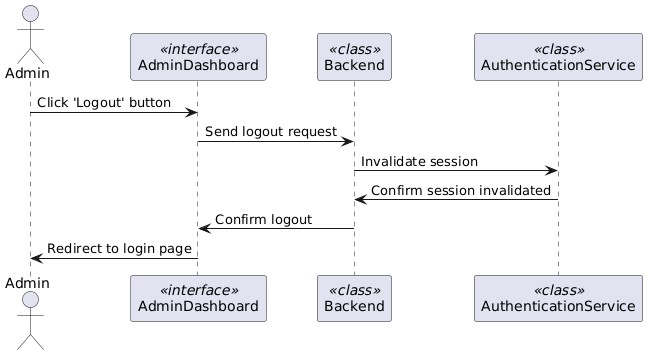 Admin
«interface»
AdminDashboard
«class»
Backend
«class»
AuthenticationService
Click 'Logout' button
Send logout request
Invalidate session
Confirm session invalidated
Confirm logout
Redirect to login page
Admin
«interface»
AdminDashboard
«class»
Backend
«class»
AuthenticationService